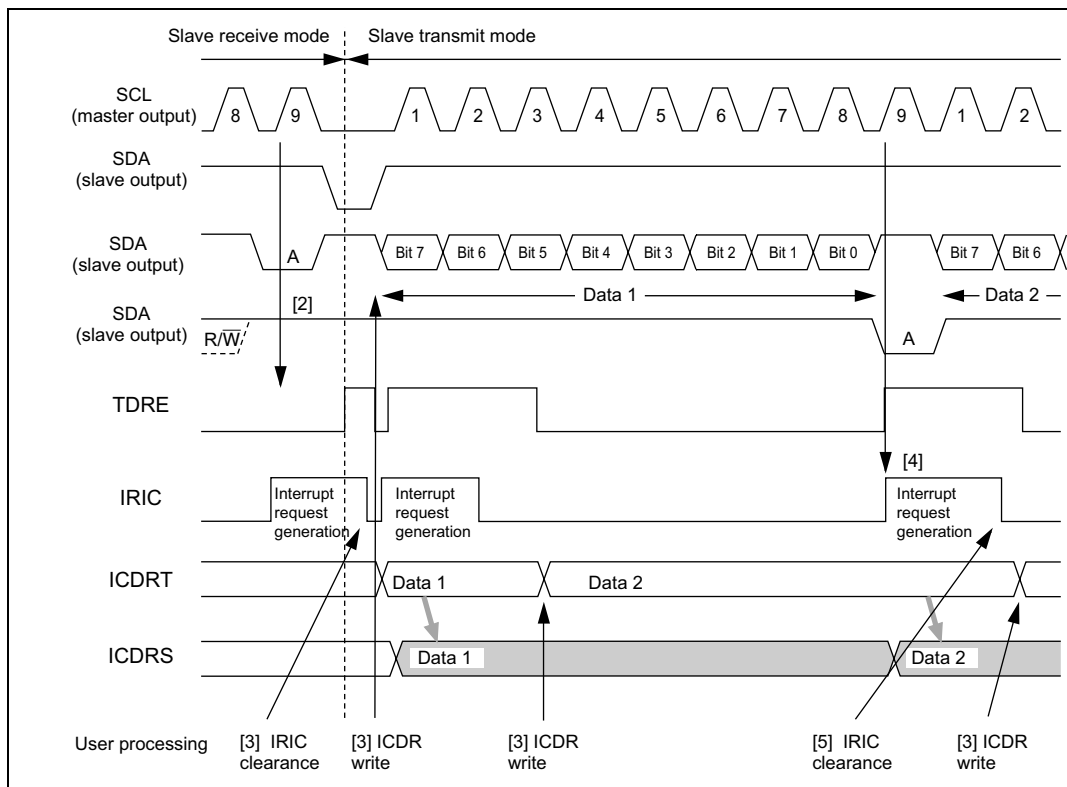 Slave receive mode Slave transmit mode
SCL
(master output)
8 9 1 2 3 4 5 6 7 8 9 1 2
SDA
(slave output)
SDA
(slave output)
A Bit 7 Bit 6 Bit 5 Bit 4 Bit 3 Bit 2 Bit 1 Bit 0 Bit 7 Bit 6
[2] Data 1 Data 2
SDA
(slave output)
R/W̅ A
TDRE
[4]
IRIC
Interrupt
request
generation
Interrupt
request
generation
Interrupt
request
generation
ICDRT
Data 1 Data 2
ICDRS
Data 1 Data 2
User processing
[3] IRIC
clearance
[3] ICDR
write
[3] ICDR
write
[5] IRIC
clearance
[3] ICDR
write